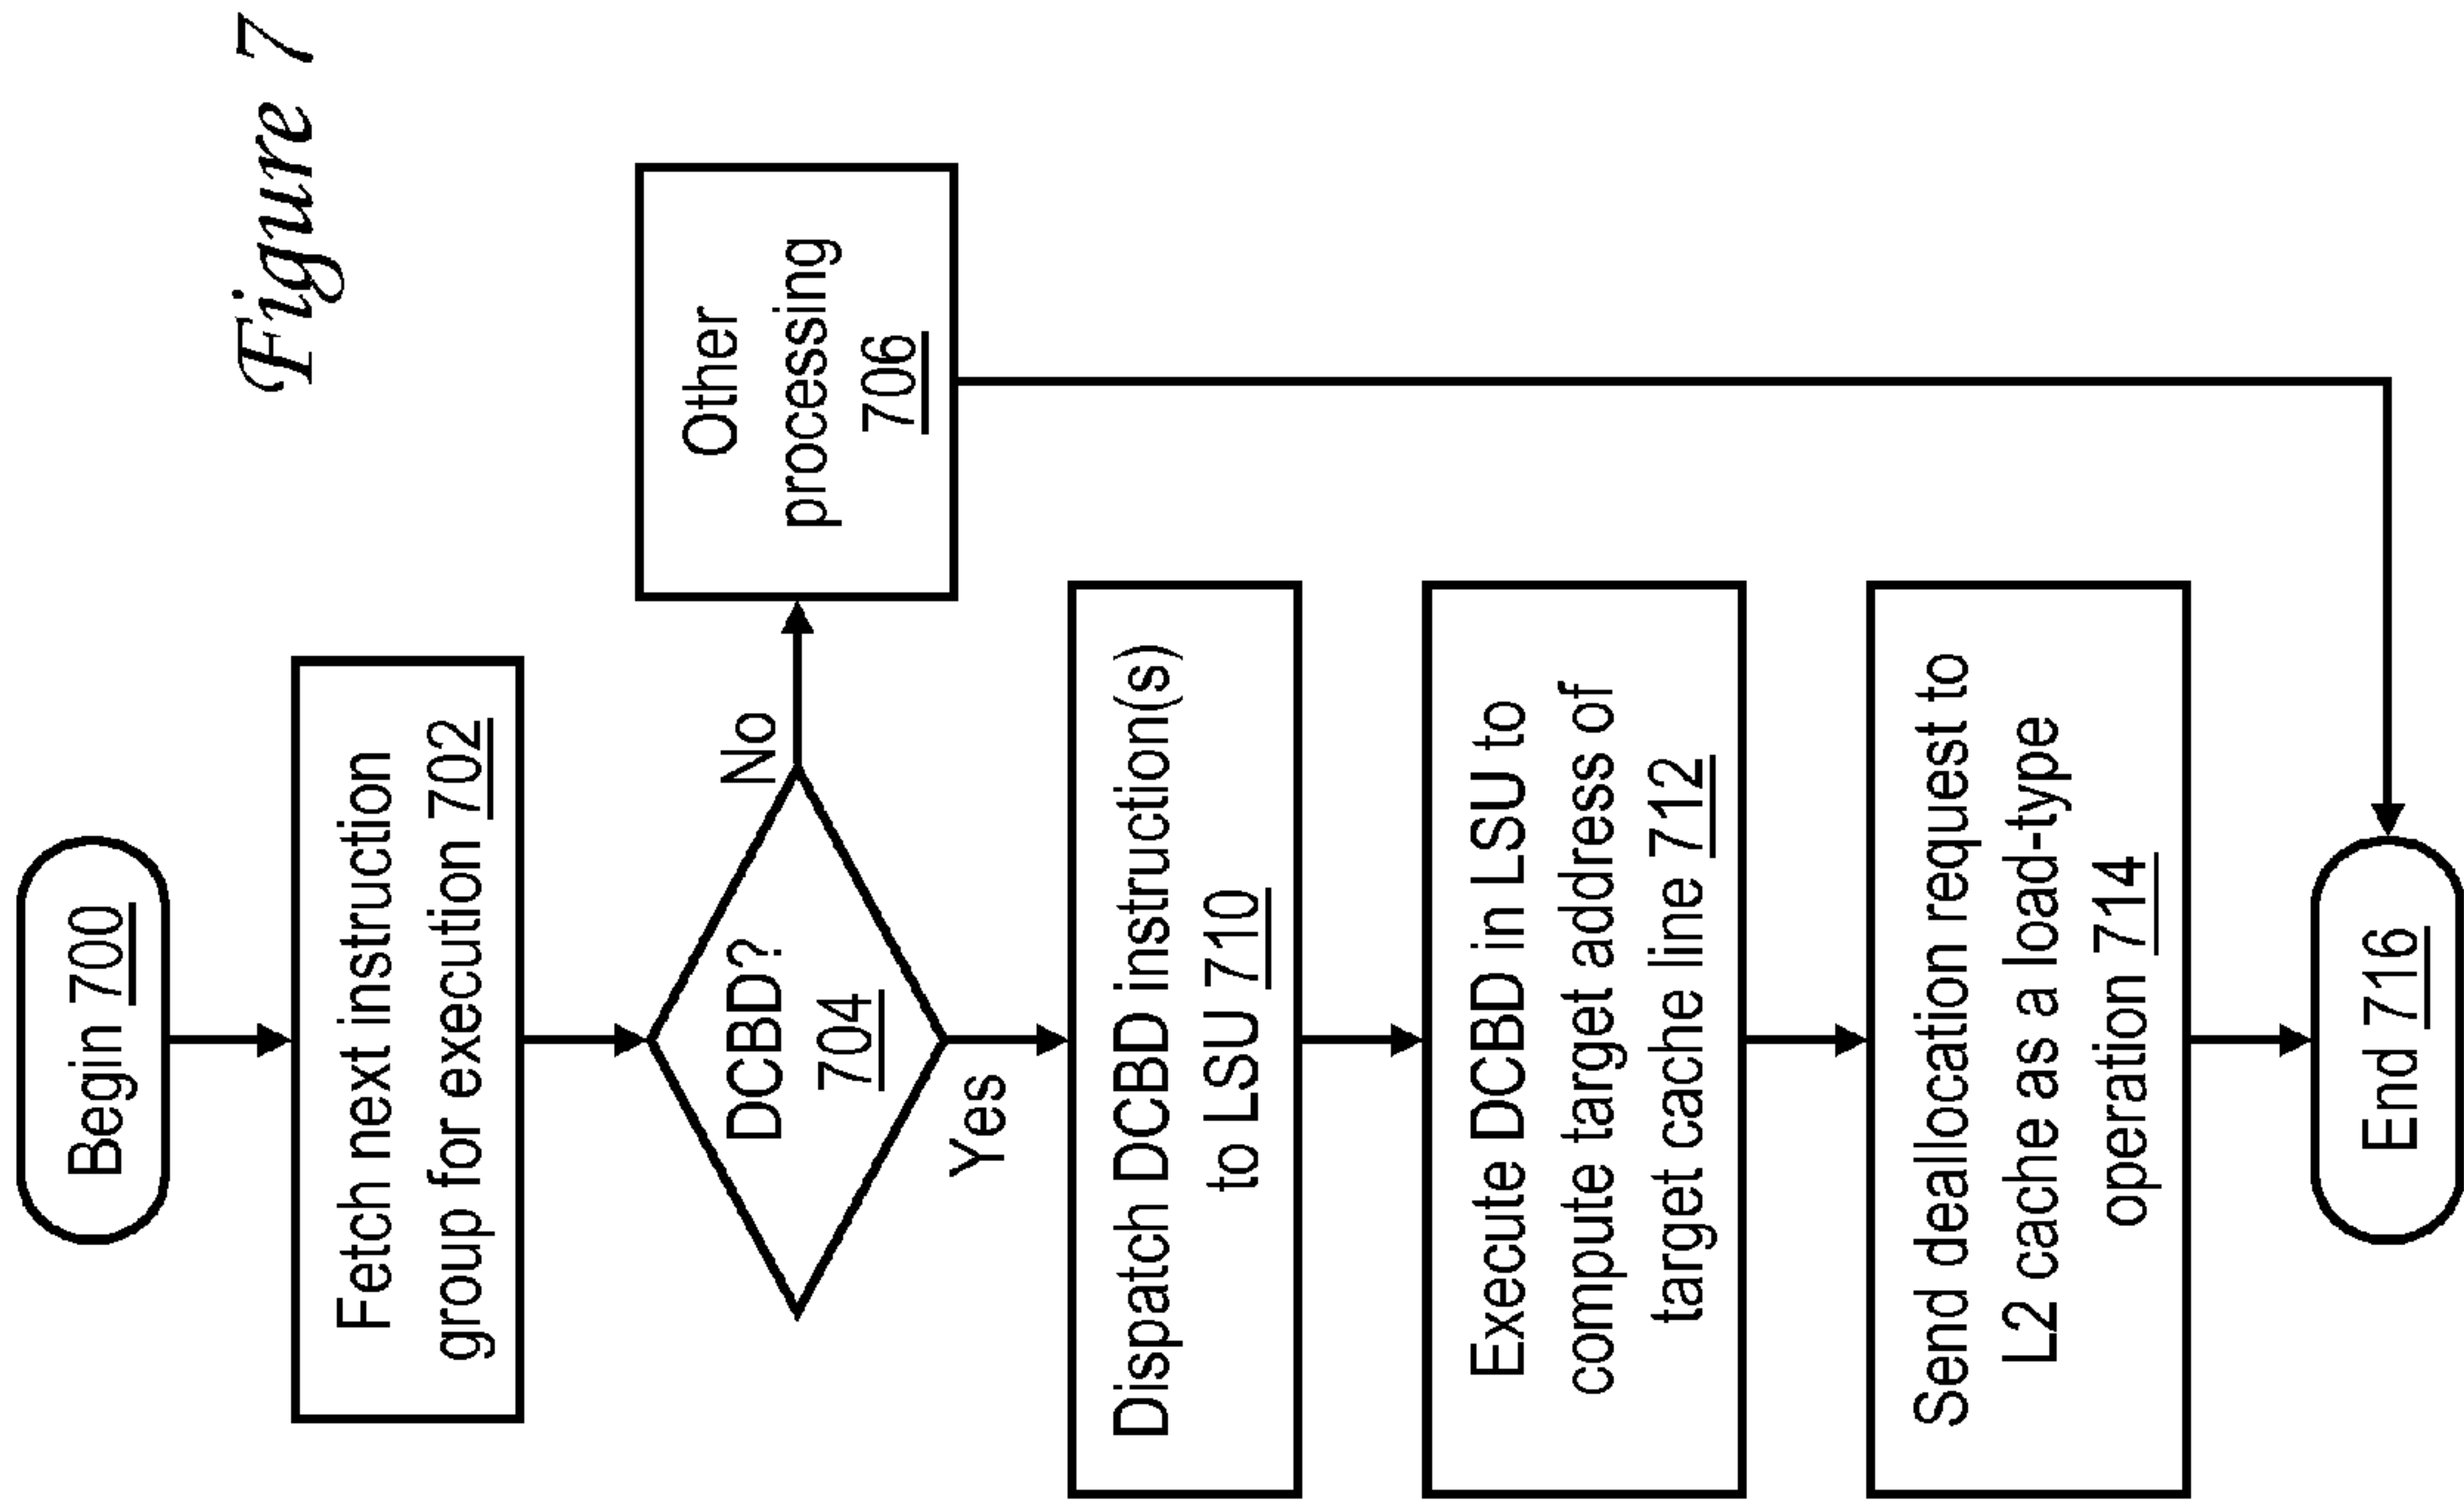 Figure 7
Begin 700
Fetch next instruction
group for execution 702
DCBD?
704
No
Other
processing
706
Yes
Dispatch DCBD instruction(s)
to LSU 710
Execute DCBD in LSU to
compute target address of
target cache line 712
Send deallocation request to
L2 cache as a load-type
operation 714
End 716